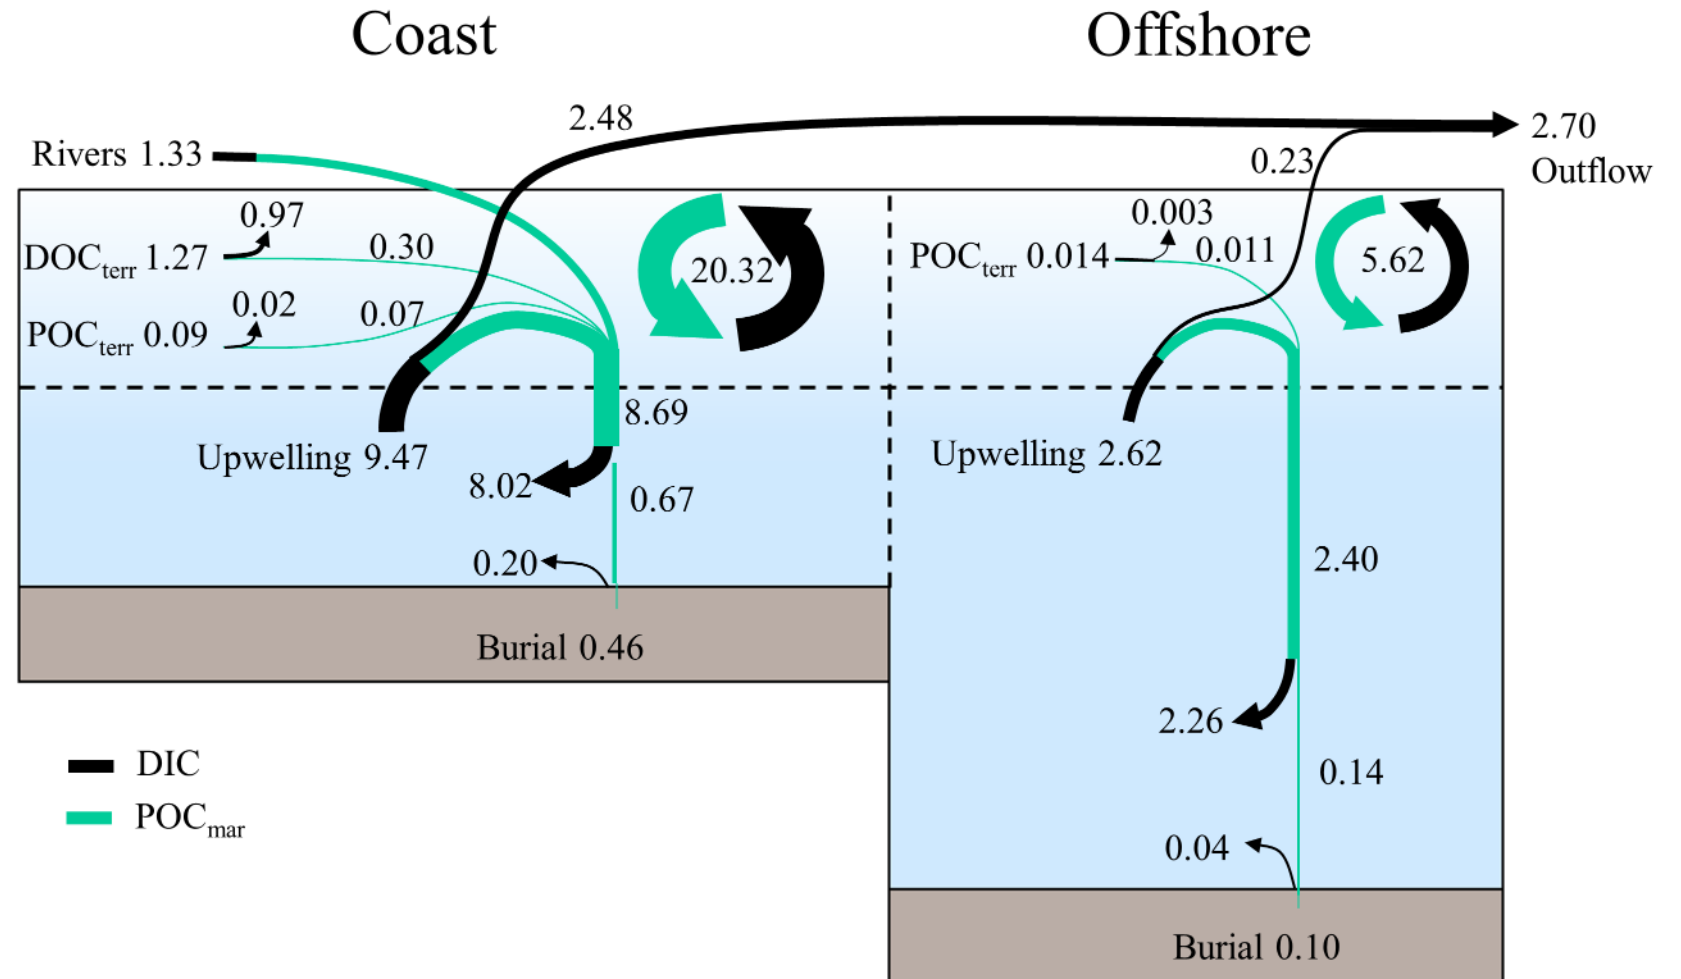 Coast
Offshore
2.48
2.70
Outflow
Rivers 1.33
0.23
0.97
DOCterr 1.27
0.30
0.02
0.07
POCterr 0.09
20.32
0.003
POCterr 0.014
0.011
5.62
8.69
Upwelling 9.47
8.02
0.67
0.20
Burial 0.46
Upwelling 2.62
2.40
2.26
0.14
0.04
Burial 0.10
DIC
POCmar